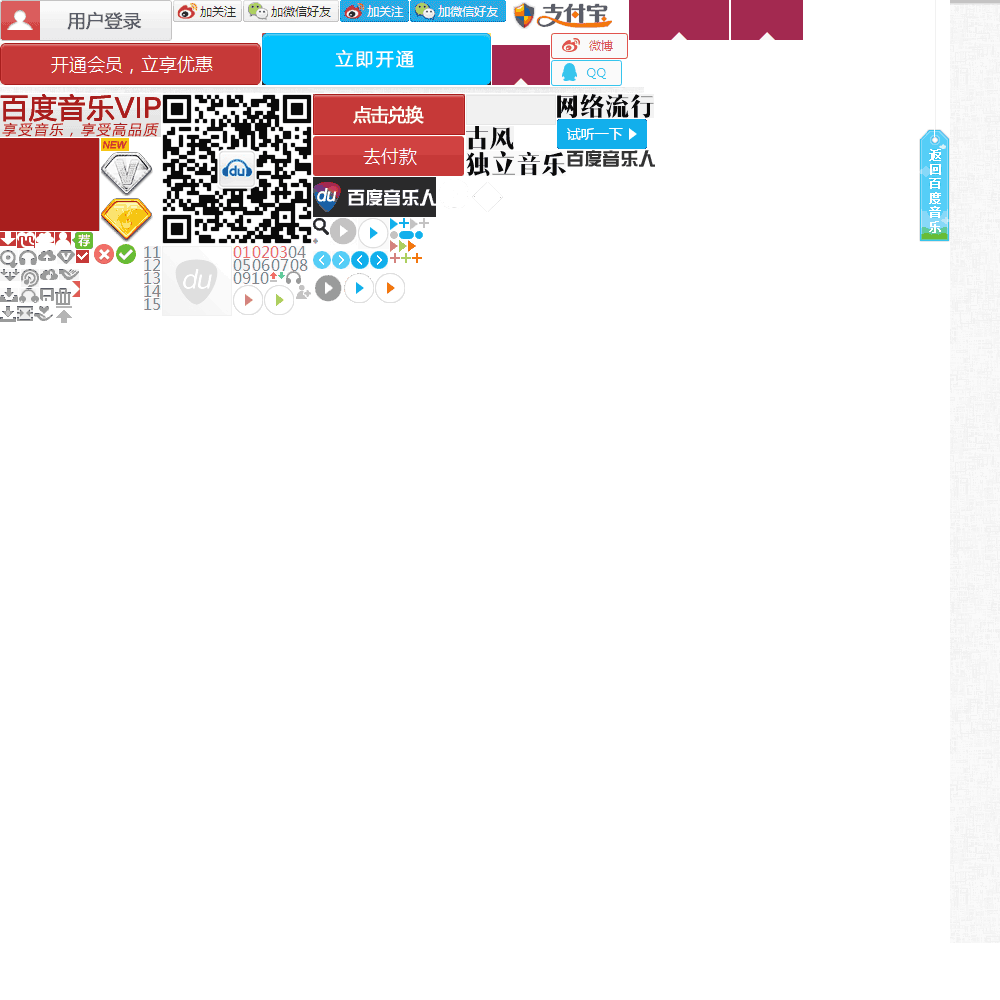 用户登录
加关注
加微信好友
加关注
加微信好友
支付宝
开通会员，立享优惠
立即开通
微博
QQ
百度音乐VIP
享受音乐，享受高品质
NEW
V
du
点击兑换
去付款
du 百度音乐人
古风
独立音乐
网络流行
试听一下
百度音乐人
返回百度音乐
荐
11
12
13
14
15
du
01020304
05060708
0910